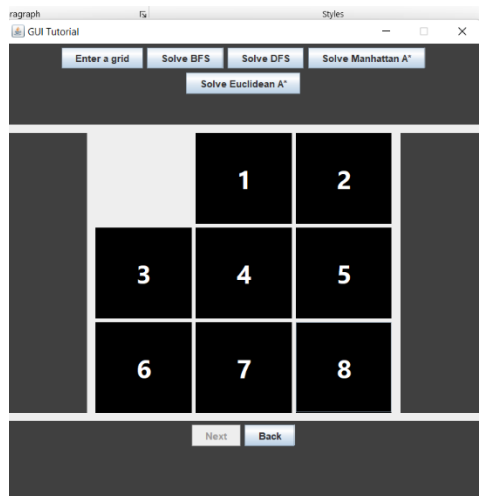 ragraph Styles
GUI Tutorial
Enter a grid Solve BFS Solve DFS Solve Manhattan A*
Solve Euclidean A*
1 2
3 4 5
6 7 8
Next Back